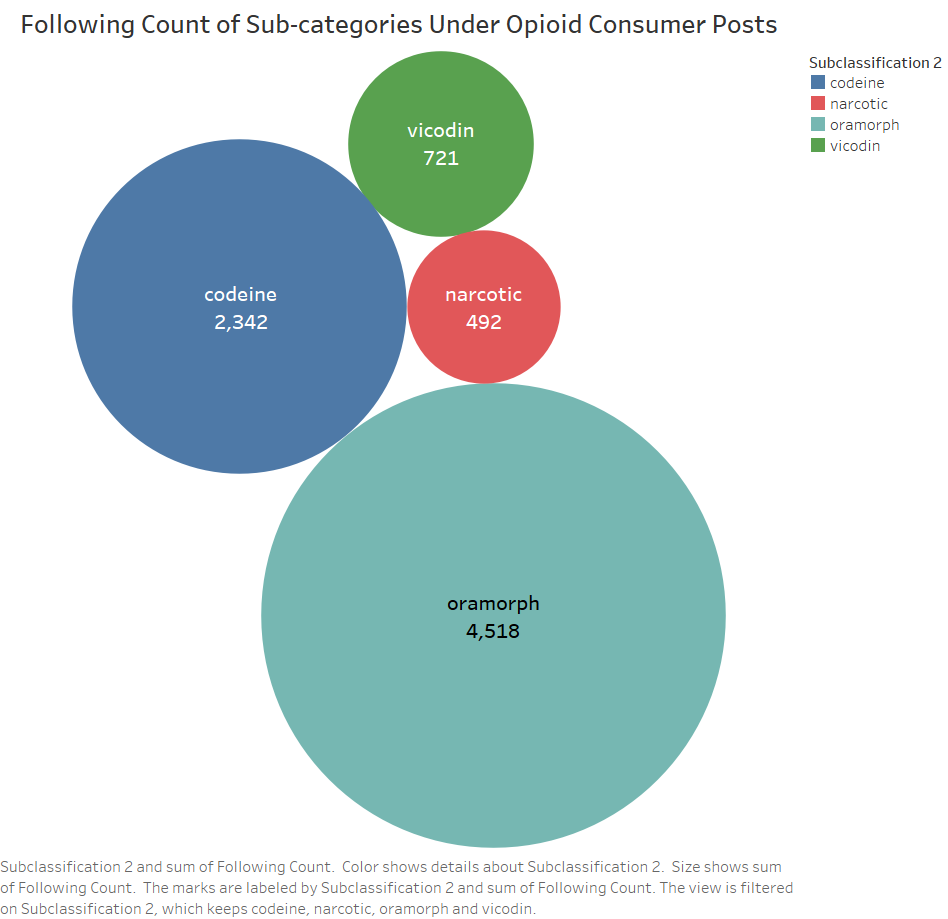 Following Count of Sub-categories Under Opioid Consumer Posts
Subclassification 2
codeine
narcotic
oramorph
vicodin
vicodin
721
codeine
2,342
narcotic
492
oramorph
4,518
Subclassification 2 and sum of Following Count.  Color shows details about Subclassification 2.  Size shows sum
of Following Count.  The marks are labeled by Subclassification 2 and sum of Following Count. The view is filtered
on Subclassification 2, which keeps codeine, narcotic, oramorph and vicodin.